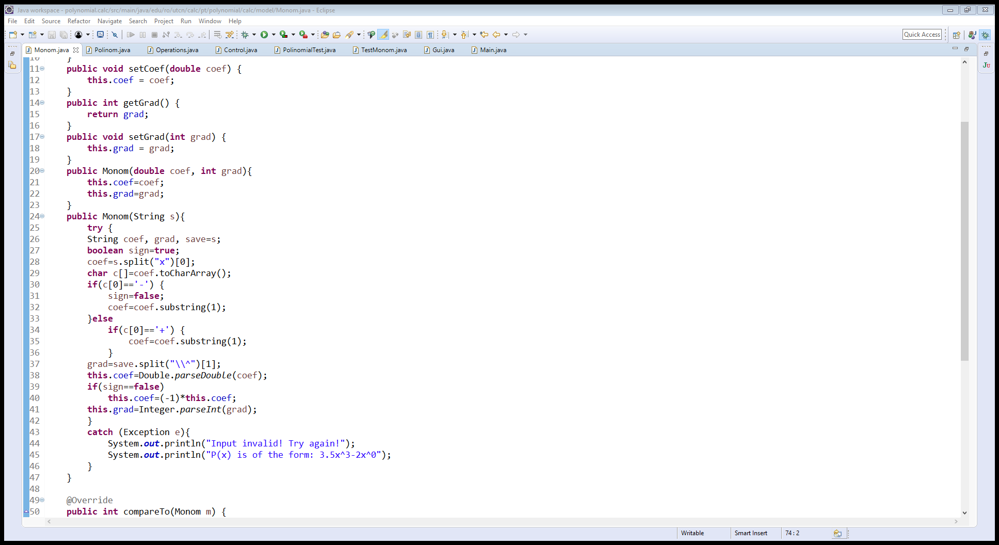 Java workspace - polynomial.calc/src/main/java/edu/ro/utcn/calc/pt/polynomial/calc/model/Monom.java - Eclipse
File Edit Source Refactor Navigate Search Project Run Window Help
Quick Access
Monom.java Polinom.java Operations.java Control.java PolinomialTest.java TestMonom.java Gui.java Main.java
10 }
11 public void setCoef(double coef) {
12 this.coef = coef;
13 }
14 public int getGrad() {
15 return grad;
16 }
17 public void setGrad(int grad) {
18 this.grad = grad;
19 }
20 public Monom(double coef, int grad){
21 this.coef=coef;
22 this.grad=grad;
23 }
24 public Monom(String s){
25 try {
26 String coef, grad, save=s;
27 boolean sign=true;
28 coef=s.split("x")[0];
29 char c[]=coef.toCharArray();
30 if(c[0]=='-') {
31 sign=false;
32 coef=coef.substring(1);
33 }else
34 if(c[0]=='+') {
35 coef=coef.substring(1);
36 }
37 grad=save.split("\\^")[1];
38 this.coef=Double.parseDouble(coef);
39 if(sign==false)
40 this.coef=(-1)*this.coef;
41 this.grad=Integer.parseInt(grad);
42 }
43 catch (Exception e){
44 System.out.println("Input invalid! Try again!");
45 System.out.println("P(x) is of the form: 3.5x^3-2x^0");
46 }
47 }
48
49 @Override
50 public int compareTo(Monom m) {
Writable Smart Insert 74 : 2